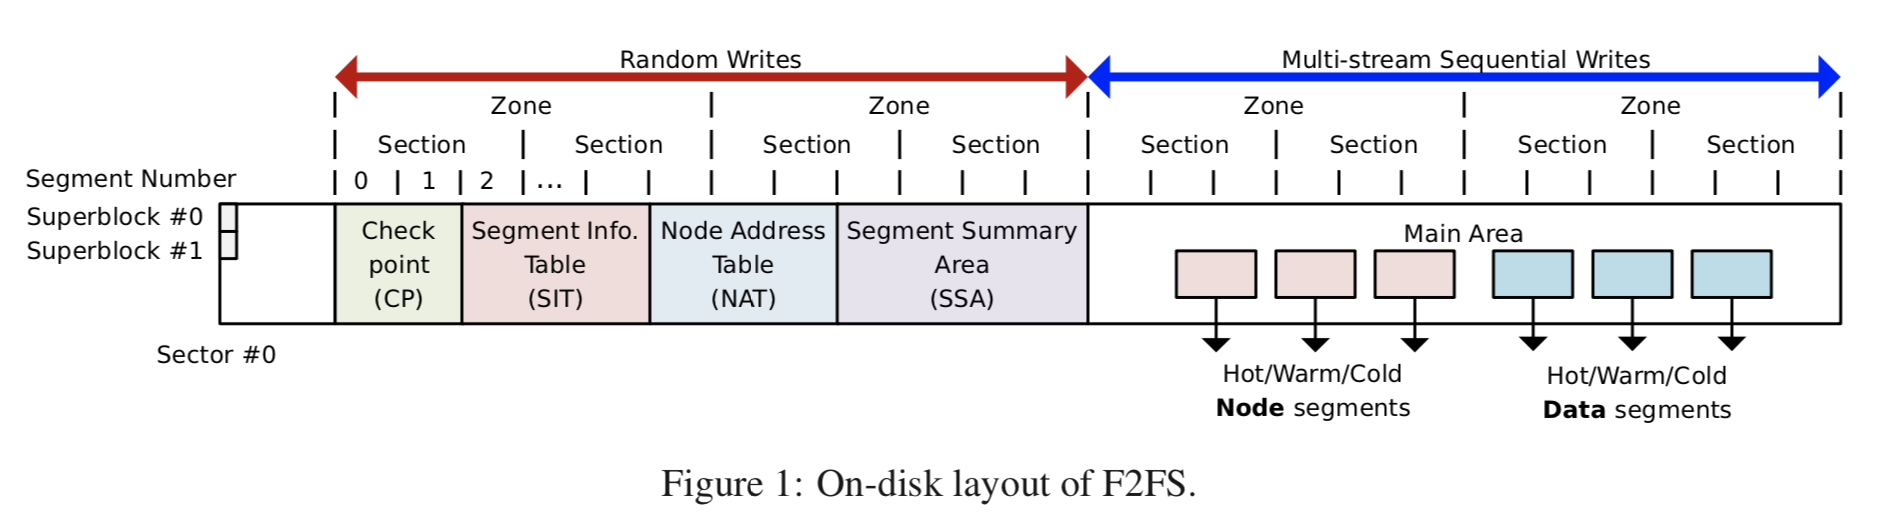 Random Writes
Multi-stream Sequential Writes
Zone
Zone
Zone
Zone
Section
Section
Section
Section
Section
Section
Section
Section
Segment Number
0
1
2
...
Superblock #0
Superblock #1
Check
point
(CP)
Segment Info.
Table
(SIT)
Node Address
Table
(NAT)
Segment Summary
Area
(SSA)
Main Area
Sector #0
Hot/Warm/Cold
Node segments
Hot/Warm/Cold
Data segments
Figure 1: On-disk layout of F2FS.